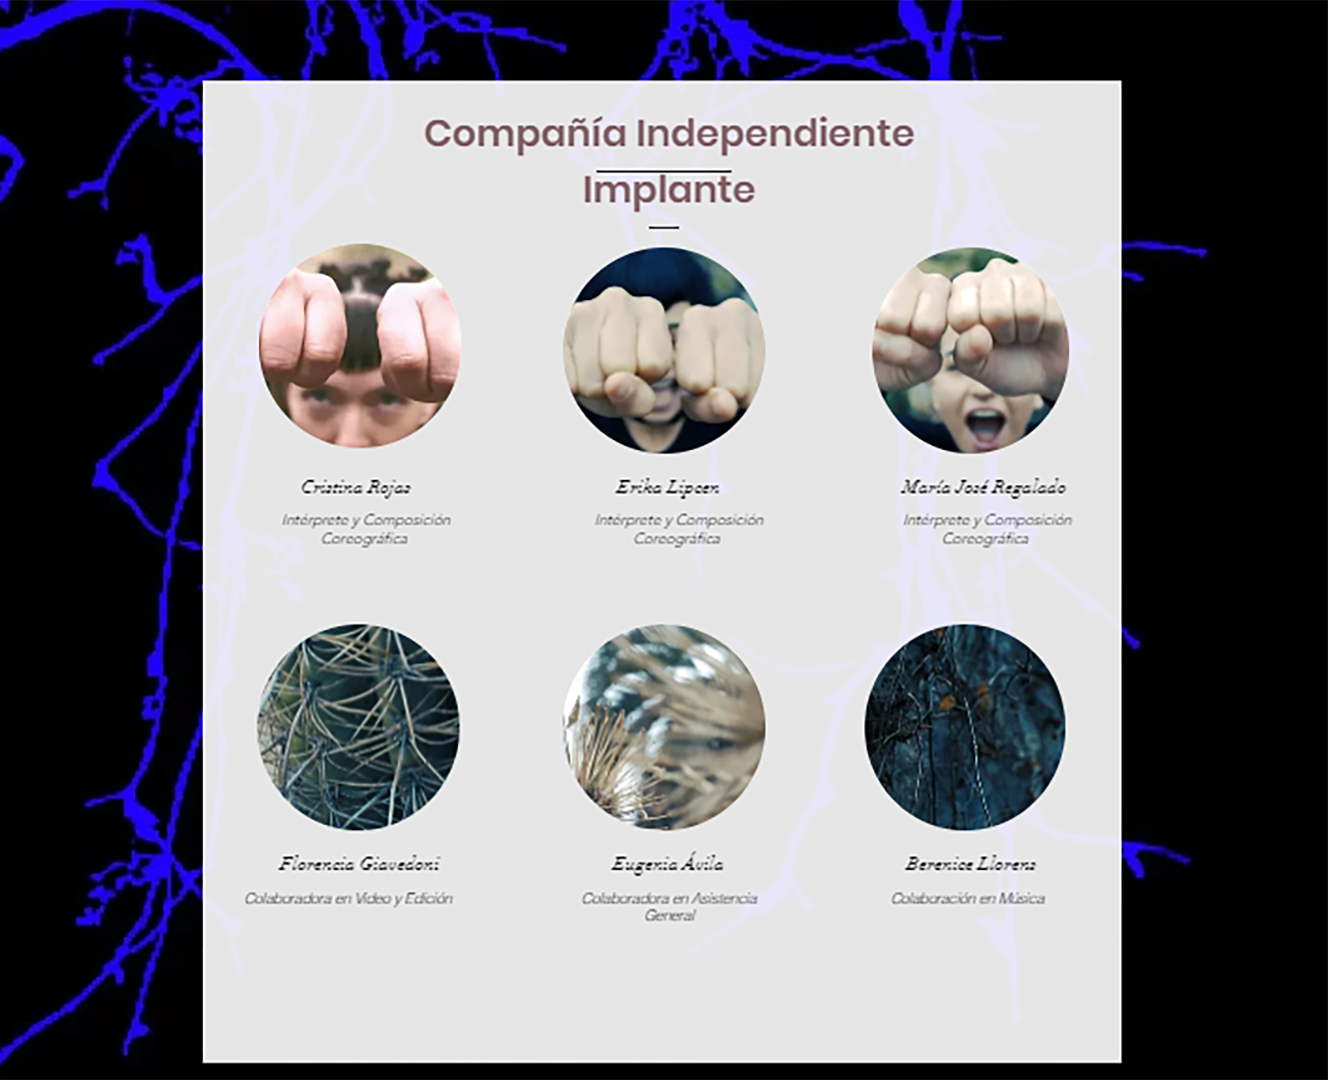 Compañía Independiente
Implante
Cristina Rojas
Erika Lipcen
María José Regalado
Intérprete y Composición
Coreográfica
Intérprete y Composición
Coreográfica
Intérprete y Composición
Coreográfica
Florencia Giavedoni
Eugenia Ávila
Berenice Llorens
Colaboradora en Video y Edición
Colaboradora en Asistencia
General
Colaboración en Música